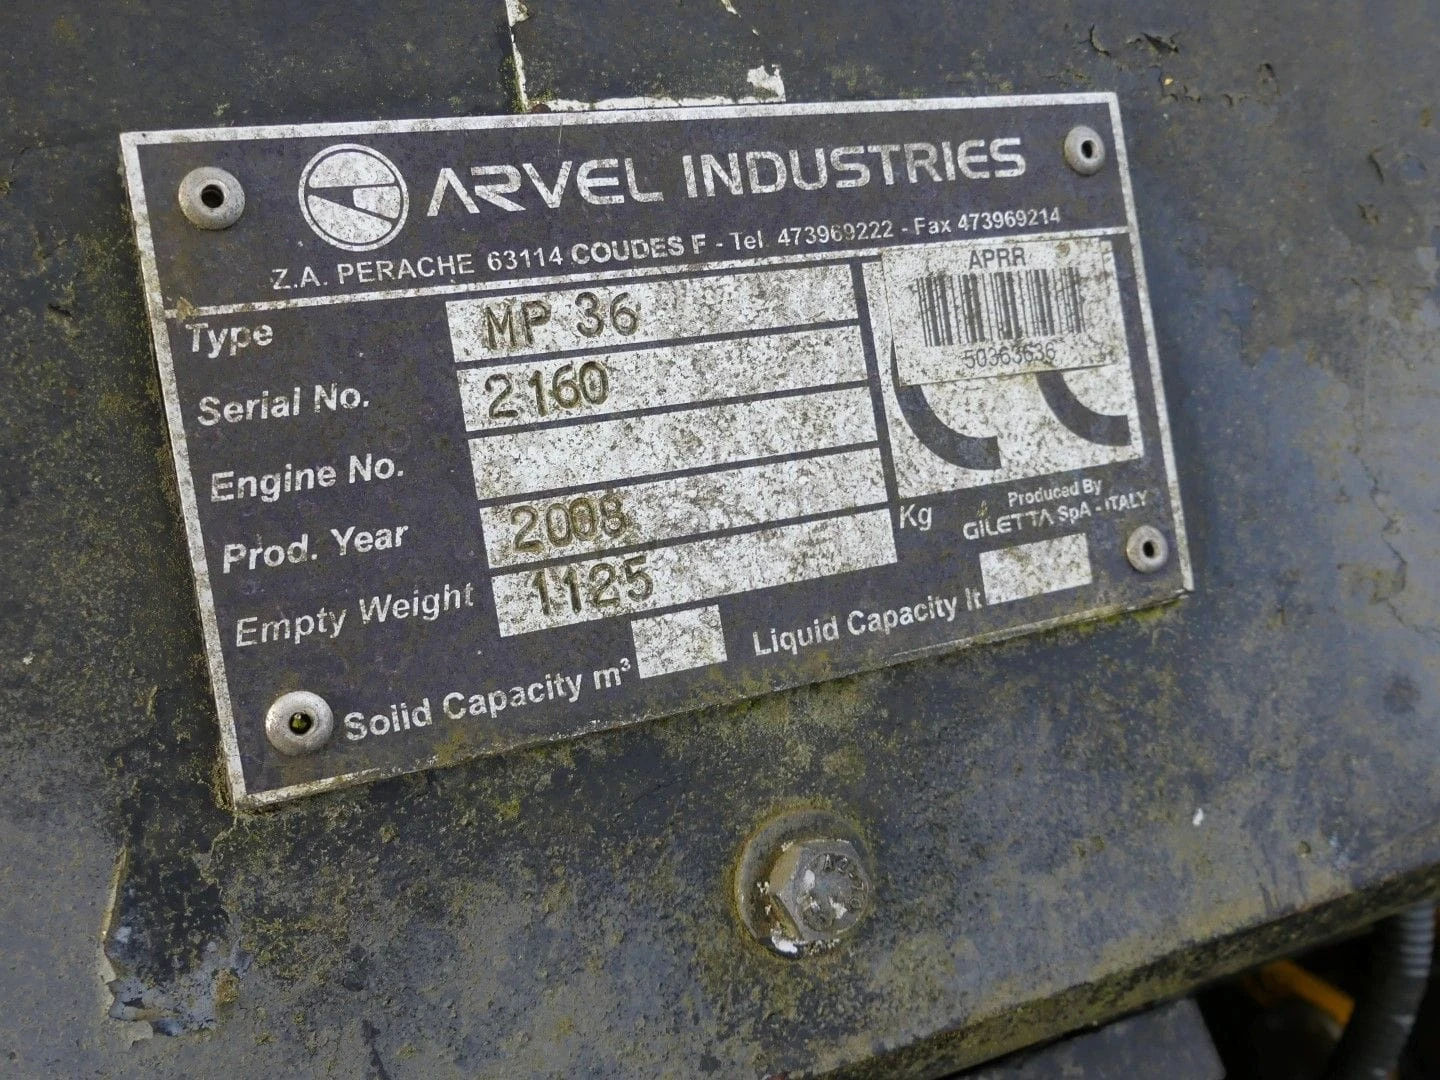 ARVEL INDUSTRIES
Z.A. PERACHE 63114 COUDES F - Tel 473969222 - Fax 473969214
APRR
50363636
Type MP 36
Serial No. 2160
Engine No.
Prod. Year 2008
Empty Weight 1125 Kg
Produced By
GILETTA SpA - ITALY
Solid Capacity m³
Liquid Capacity lt